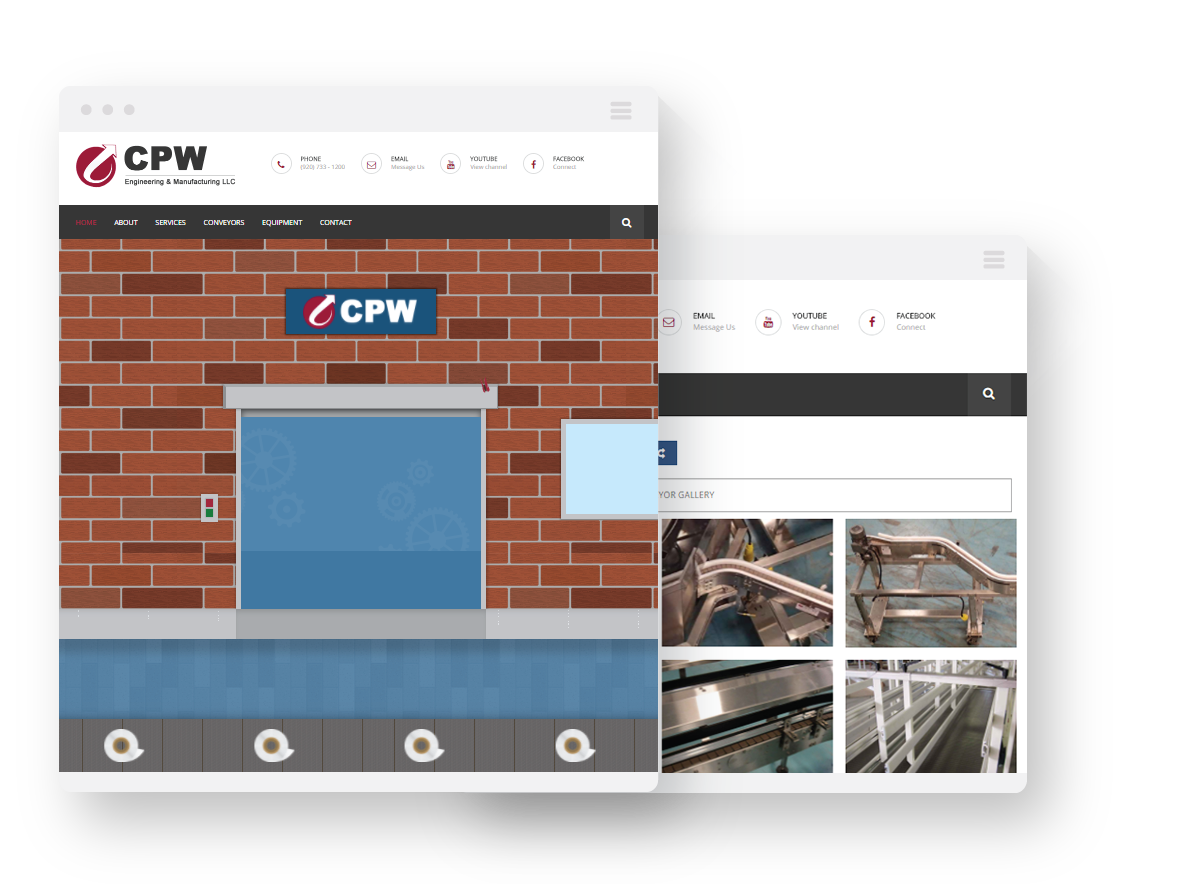 CPW
Engineering & Manufacturing LLC
PHONE
(920) 733 - 1200
EMAIL
Message Us
YOUTUBE
View channel
FACEBOOK
Connect
HOME ABOUT SERVICES CONVEYORS EQUIPMENT CONTACT
CPW
EMAIL
Message Us
YOUTUBE
View channel
FACEBOOK
Connect
YOR GALLERY